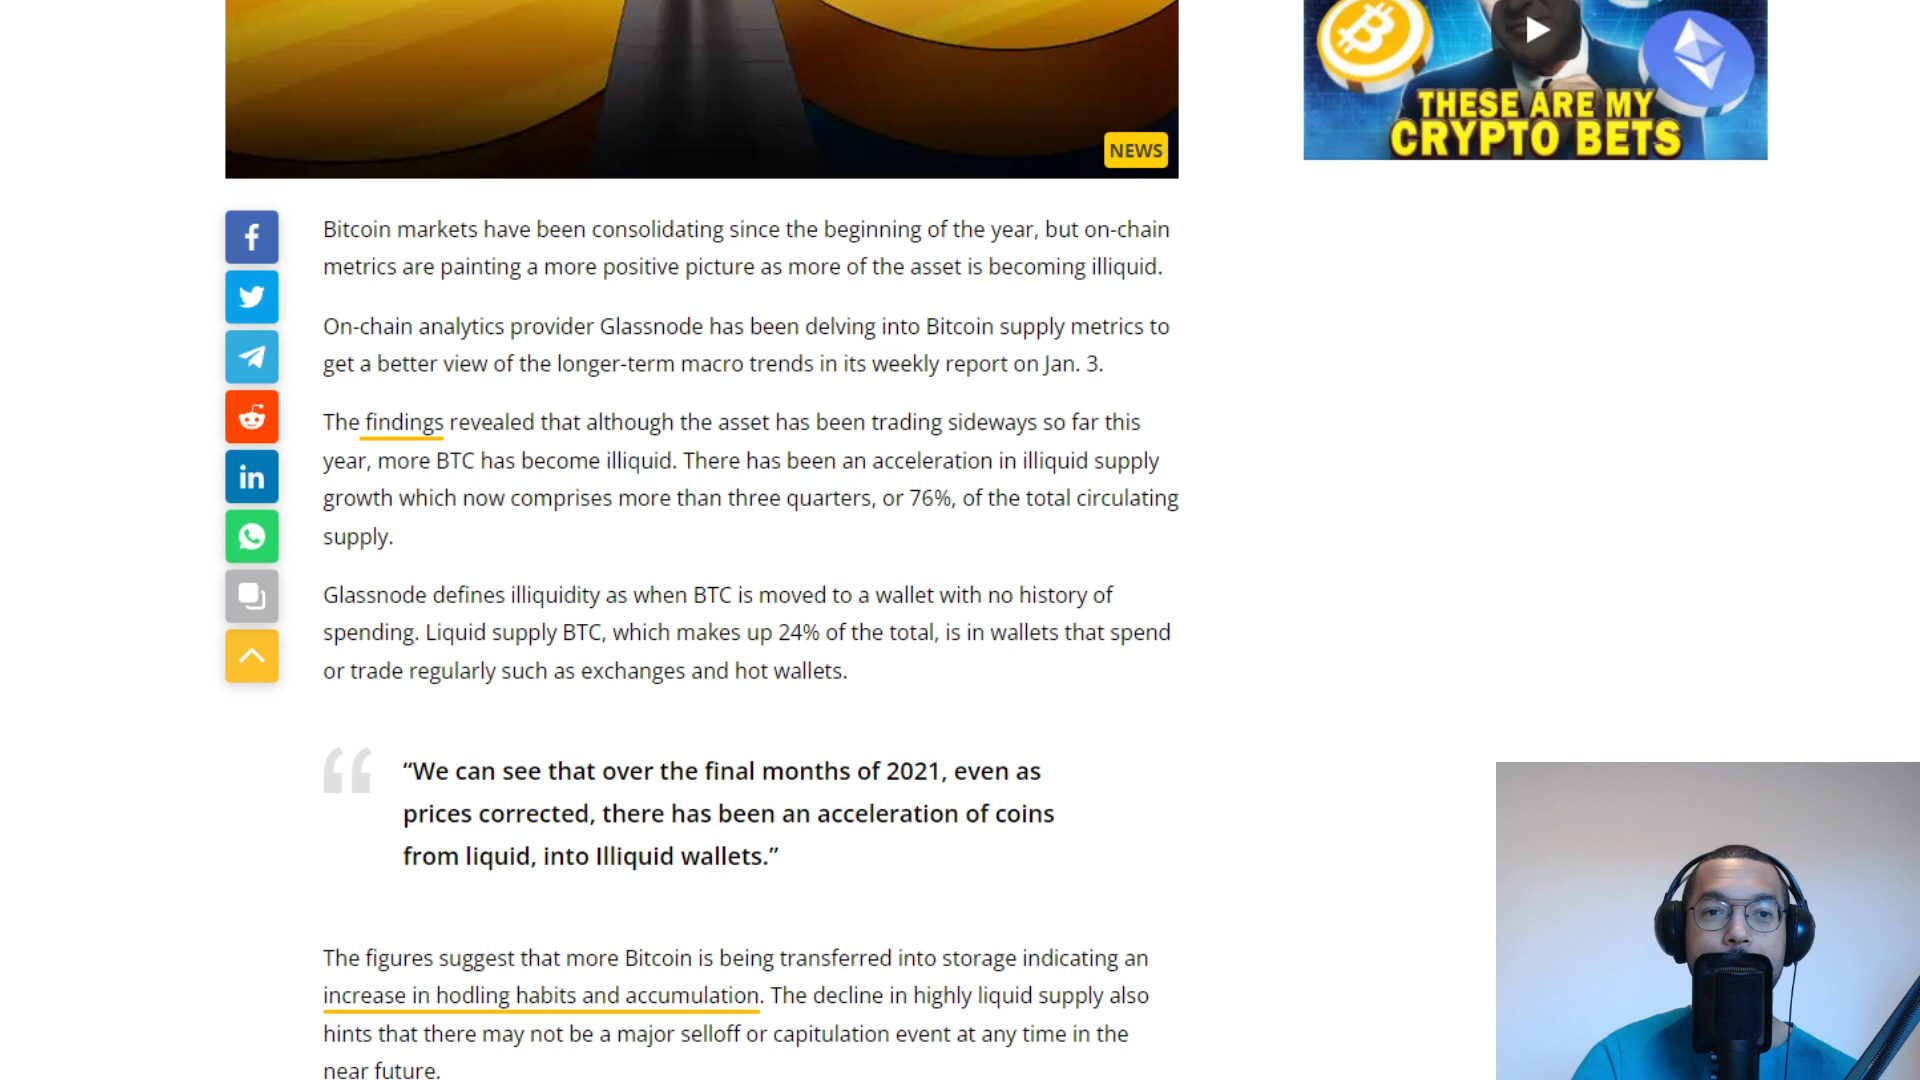 THESE ARE MY
CRYPTO BETS
NEWS
Bitcoin markets have been consolidating since the beginning of the year, but on-chain
metrics are painting a more positive picture as more of the asset is becoming illiquid.
On-chain analytics provider Glassnode has been delving into Bitcoin supply metrics to
get a better view of the longer-term macro trends in its weekly report on Jan. 3.
The findings revealed that although the asset has been trading sideways so far this
year, more BTC has become illiquid. There has been an acceleration in illiquid supply
growth which now comprises more than three quarters, or 76%, of the total circulating
supply.
Glassnode defines illiquidity as when BTC is moved to a wallet with no history of
spending. Liquid supply BTC, which makes up 24% of the total, is in wallets that spend
or trade regularly such as exchanges and hot wallets.
“We can see that over the final months of 2021, even as
prices corrected, there has been an acceleration of coins
from liquid, into Illiquid wallets.”
The figures suggest that more Bitcoin is being transferred into storage indicating an
increase in hodling habits and accumulation. The decline in highly liquid supply also
hints that there may not be a major selloff or capitulation event at any time in the
near future.